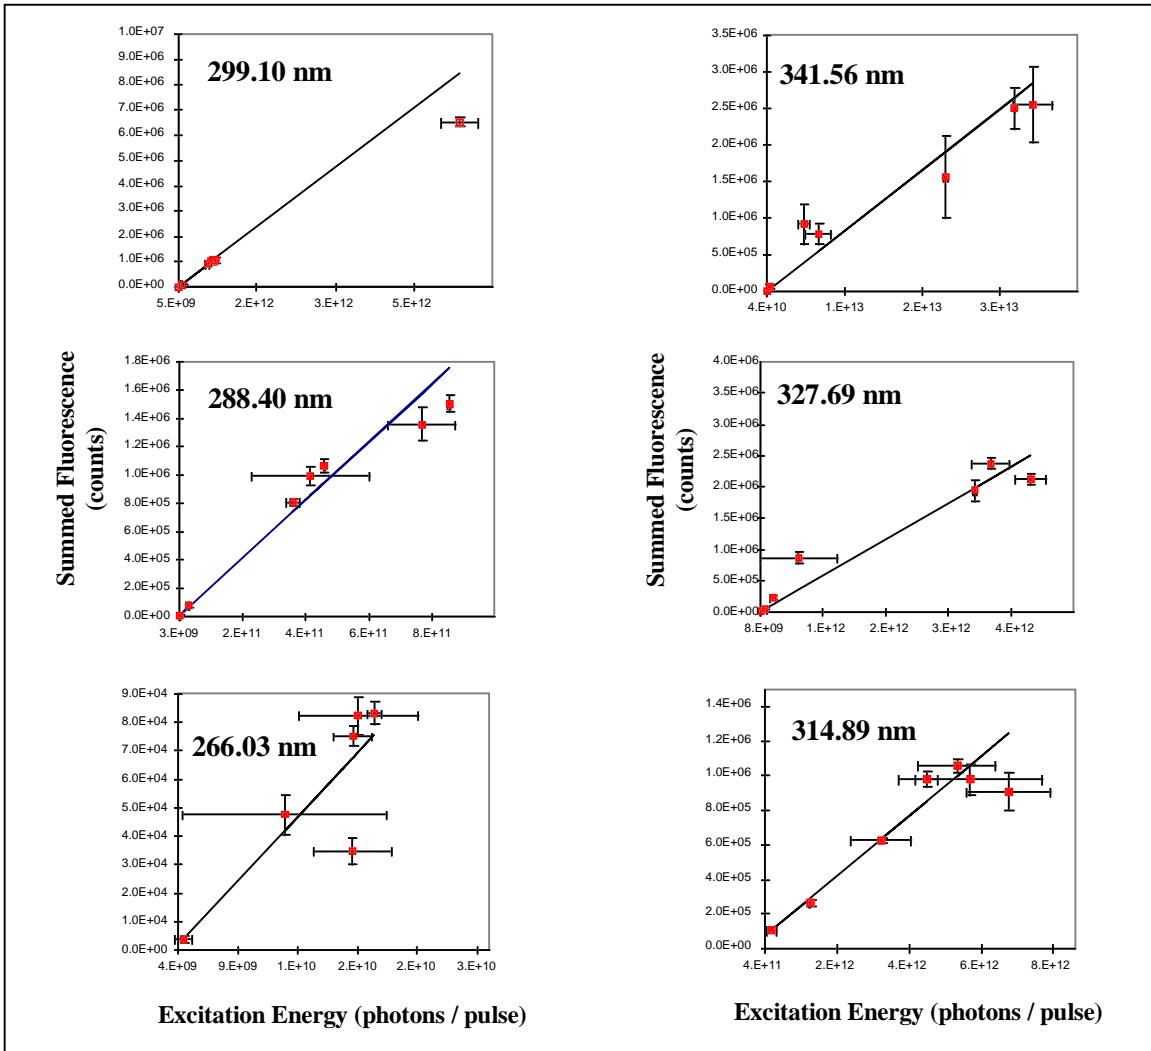 299.10 nm
1.0E+07
9.0E+06
8.0E+06
7.0E+06
6.0E+06
5.0E+06
4.0E+06
3.0E+06
2.0E+06
1.0E+06
0.0E+00
5.E+09 2.E+12 3.E+12 5.E+12
341.56 nm
3.5E+06
3.0E+06
2.5E+06
2.0E+06
1.5E+06
1.0E+06
5.0E+05
0.0E+00
4.E+10 1.E+13 2.E+13 3.E+13
Summed Fluorescence
(counts)
288.40 nm
1.8E+06
1.6E+06
1.4E+06
1.2E+06
1.0E+06
8.0E+05
6.0E+05
4.0E+05
2.0E+05
0.0E+00
3.E+09 2.E+11 4.E+11 6.E+11 8.E+11
Summed Fluorescence
(counts)
327.69 nm
4.0E+06
3.5E+06
3.0E+06
2.5E+06
2.0E+06
1.5E+06
1.0E+06
5.0E+05
0.0E+00
8.E+09 1.E+12 2.E+12 3.E+12 4.E+12
266.03 nm
9.0E+04
8.0E+04
7.0E+04
6.0E+04
5.0E+04
4.0E+04
3.0E+04
2.0E+04
1.0E+04
0.0E+00
4.E+09 9.E+09 1.E+10 2.E+10 2.E+10 3.E+10
314.89 nm
1.4E+06
1.2E+06
1.0E+06
8.0E+05
6.0E+05
4.0E+05
2.0E+05
0.0E+00
4.E+11 2.E+12 4.E+12 6.E+12 8.E+12
Excitation Energy (photons / pulse)
Excitation Energy (photons / pulse)